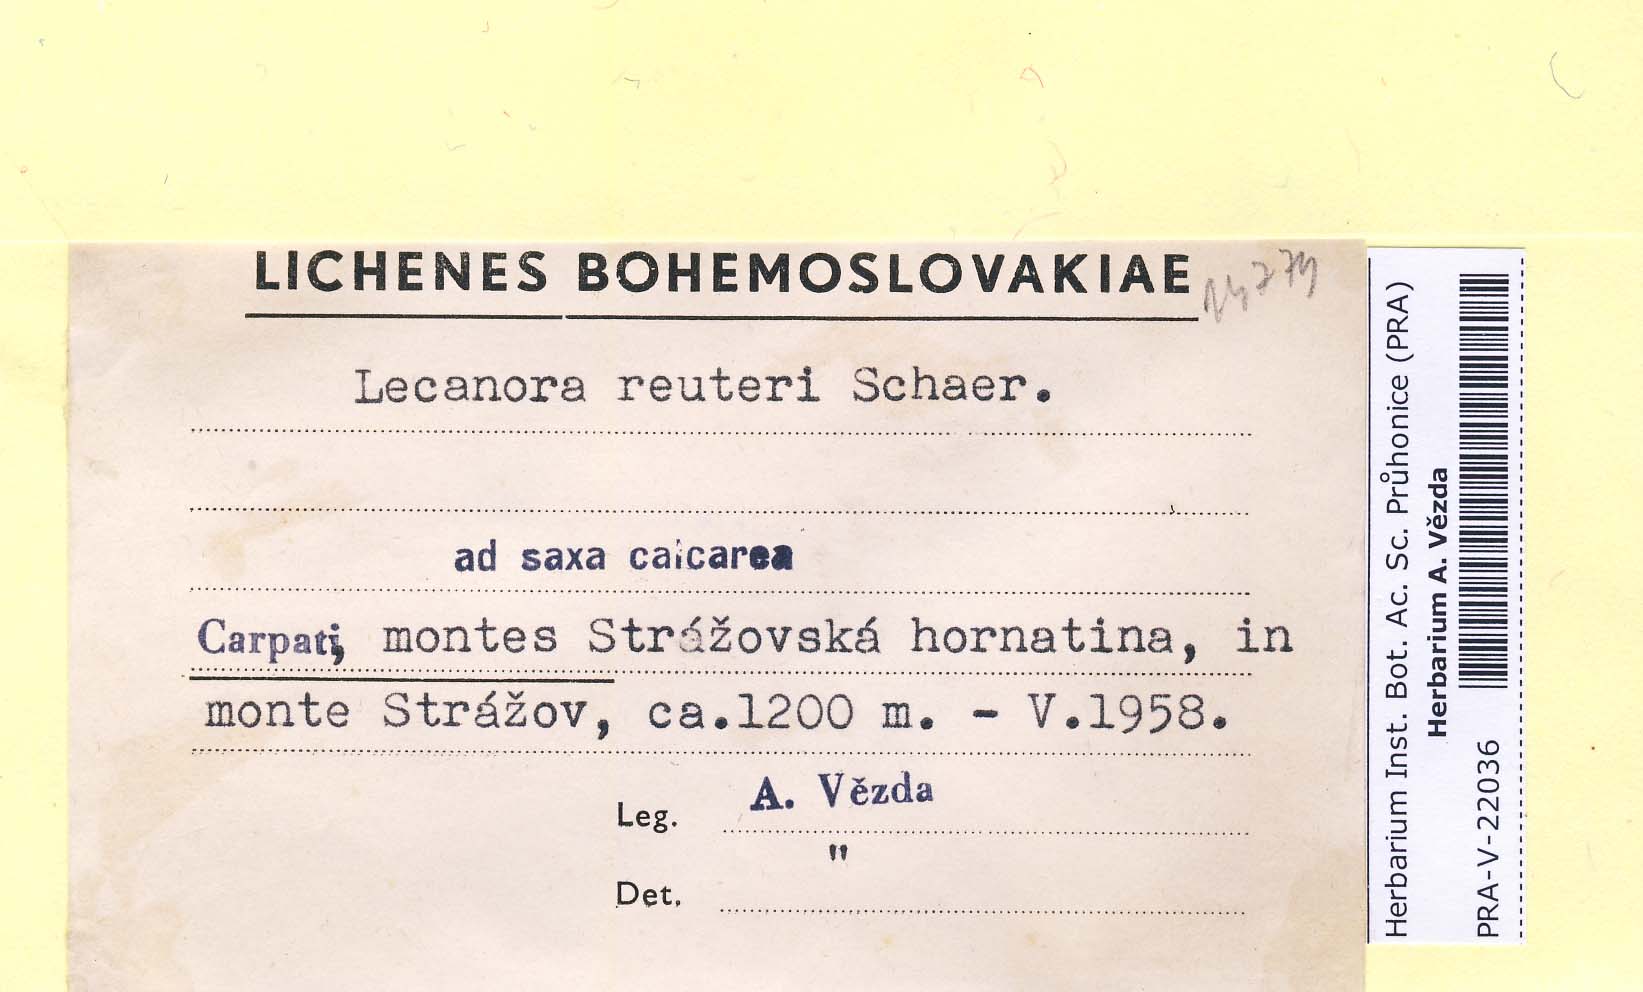 LICHENES BOHEMOSLOVAKIAE
Lecanora reuteri Schaer.
ad saxa calcarea
Carpati, montes Strážovská hornatina, in
monte Strážov, ca.1200 m. - V.1958.
Leg. A. Vězda
Det. "
Herbarium Inst. Bot. Ac. Sc. Průhonice (PRA)
Herbarium A. Vězda
PRA-V-22036